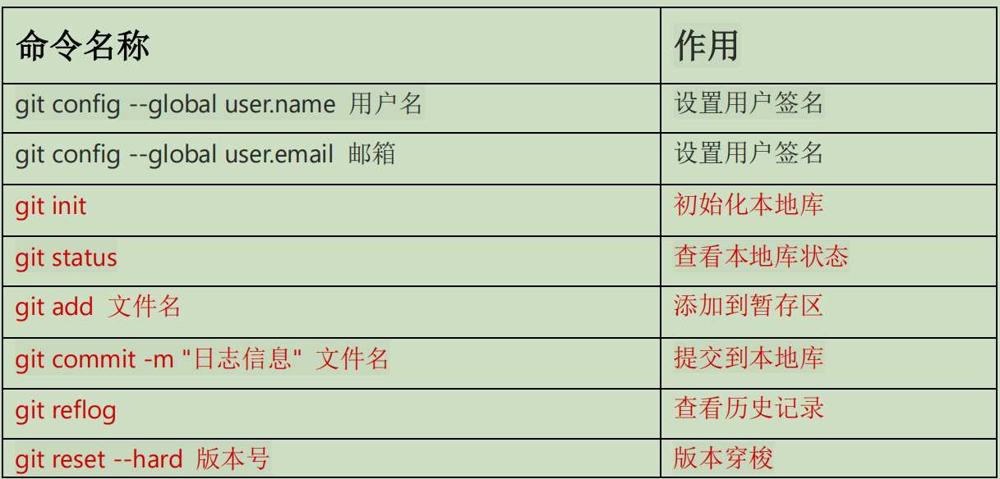 命令名称 作用
git config --global user.name 用户名 设置用户签名
git config --global user.email 邮箱 设置用户签名
git init 初始化本地库
git status 查看本地库状态
git add 文件名 添加到暂存区
git commit -m "日志信息" 文件名 提交到本地库
git reflog 查看历史记录
git reset --hard 版本号 版本穿梭